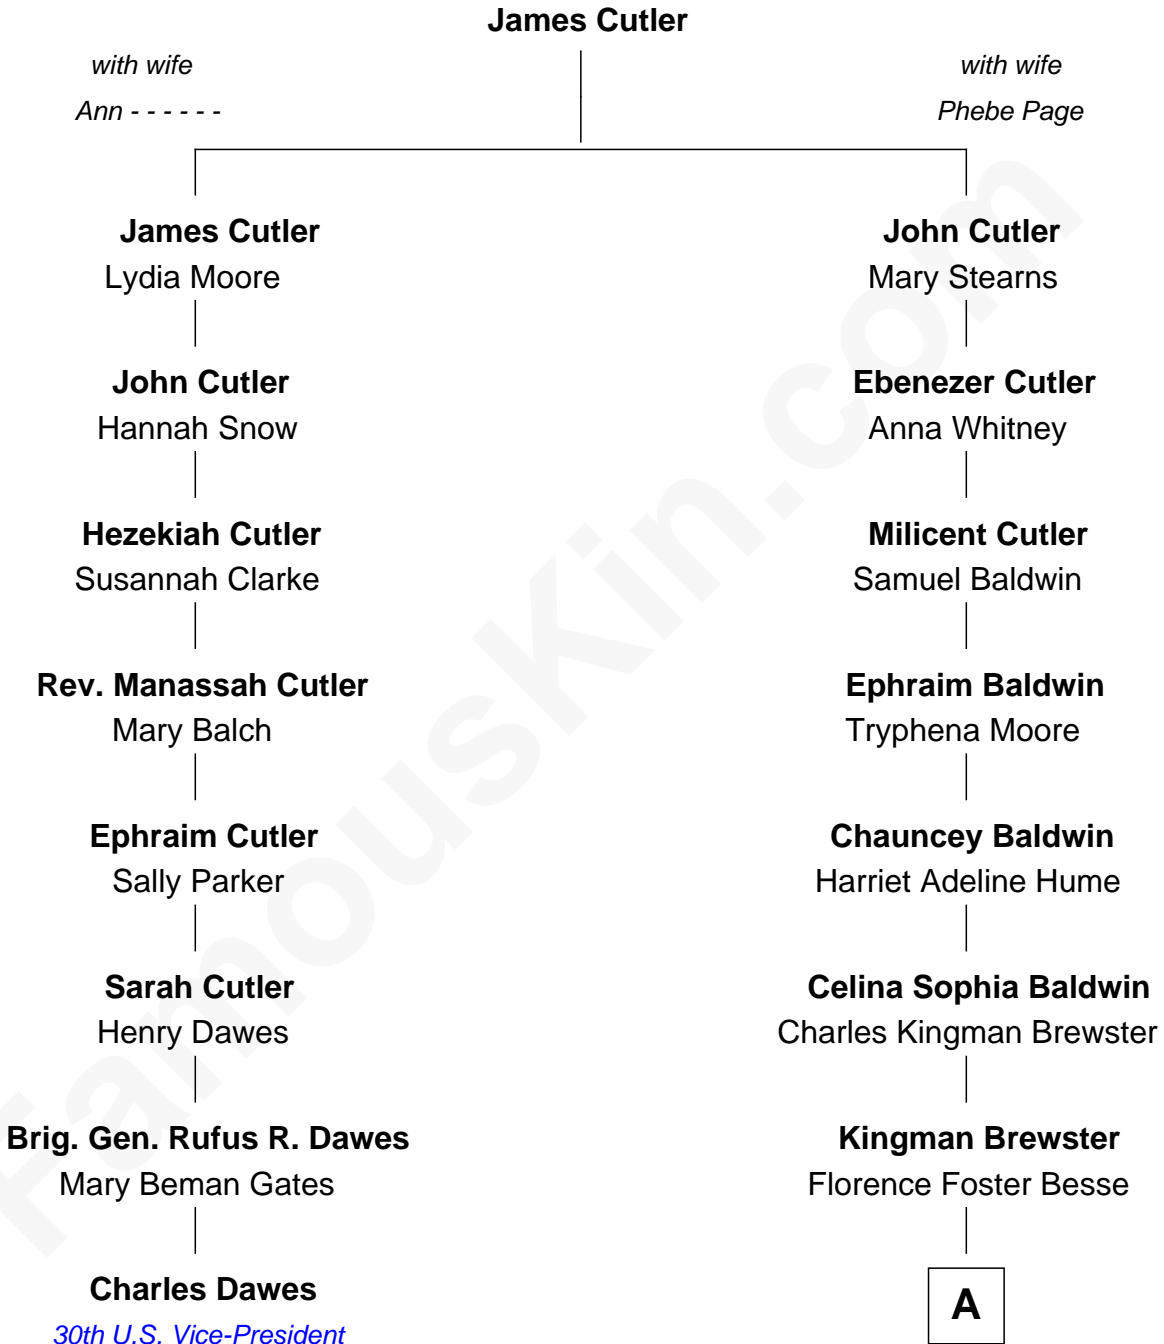 James Cutler
with wife
Ann - - - - - -
with wife
Phebe Page
James Cutler
Lydia Moore
John Cutler
Hannah Snow
Hezekiah Cutler
Susannah Clarke
Rev. Manassah Cutler
Mary Balch
Ephraim Cutler
Sally Parker
Sarah Cutler
Henry Dawes
Brig. Gen. Rufus R. Dawes
Mary Beman Gates
Charles Dawes
30th U.S. Vice-President
John Cutler
Mary Stearns
Ebenezer Cutler
Anna Whitney
Milicent Cutler
Samuel Baldwin
Ephraim Baldwin
Tryphena Moore
Chauncey Baldwin
Harriet Adeline Hume
Celina Sophia Baldwin
Charles Kingman Brewster
Kingman Brewster
Florence Foster Besse
A
FamousKin.com